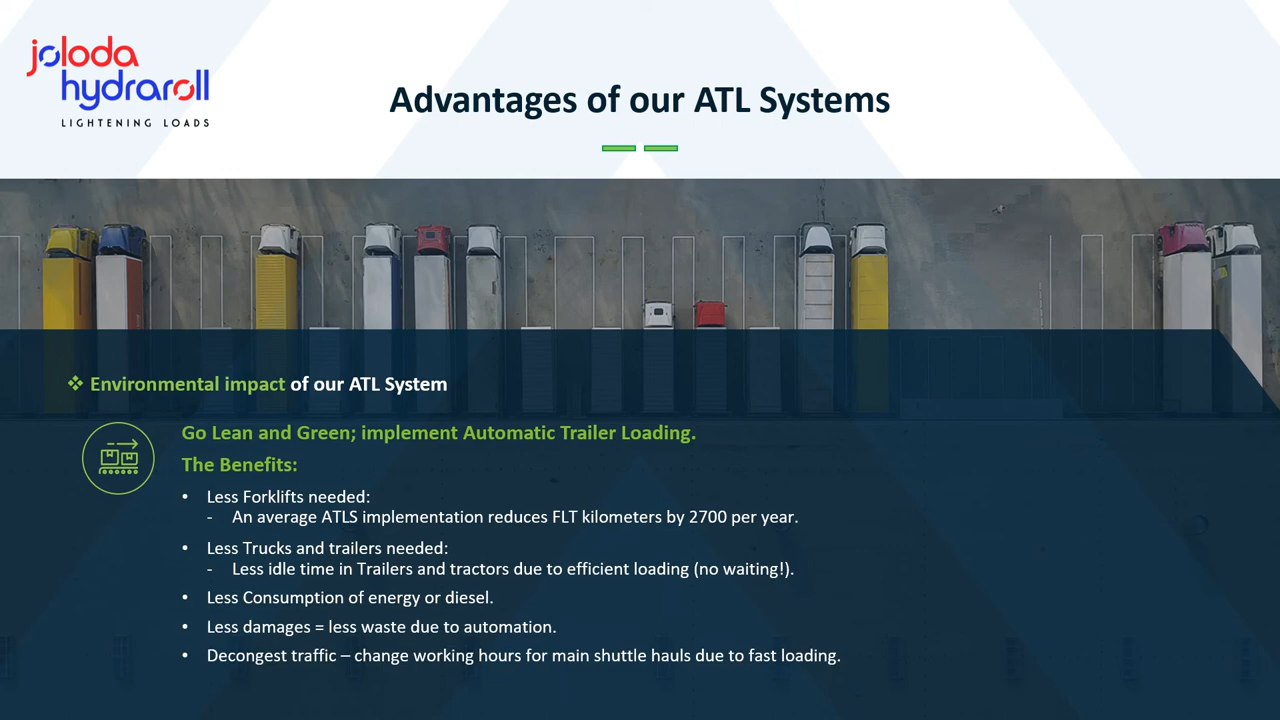 joloda
hydraroll
LIGHTENING LOADS
Advantages of our ATL Systems
❖ Environmental impact of our ATL System
Go Lean and Green; implement Automatic Trailer Loading.
The Benefits:
• Less Forklifts needed:
- An average ATLS implementation reduces FLT kilometers by 2700 per year.
• Less Trucks and trailers needed:
- Less idle time in Trailers and tractors due to efficient loading (no waiting!).
• Less Consumption of energy or diesel.
• Less damages = less waste due to automation.
• Decongest traffic – change working hours for main shuttle hauls due to fast loading.